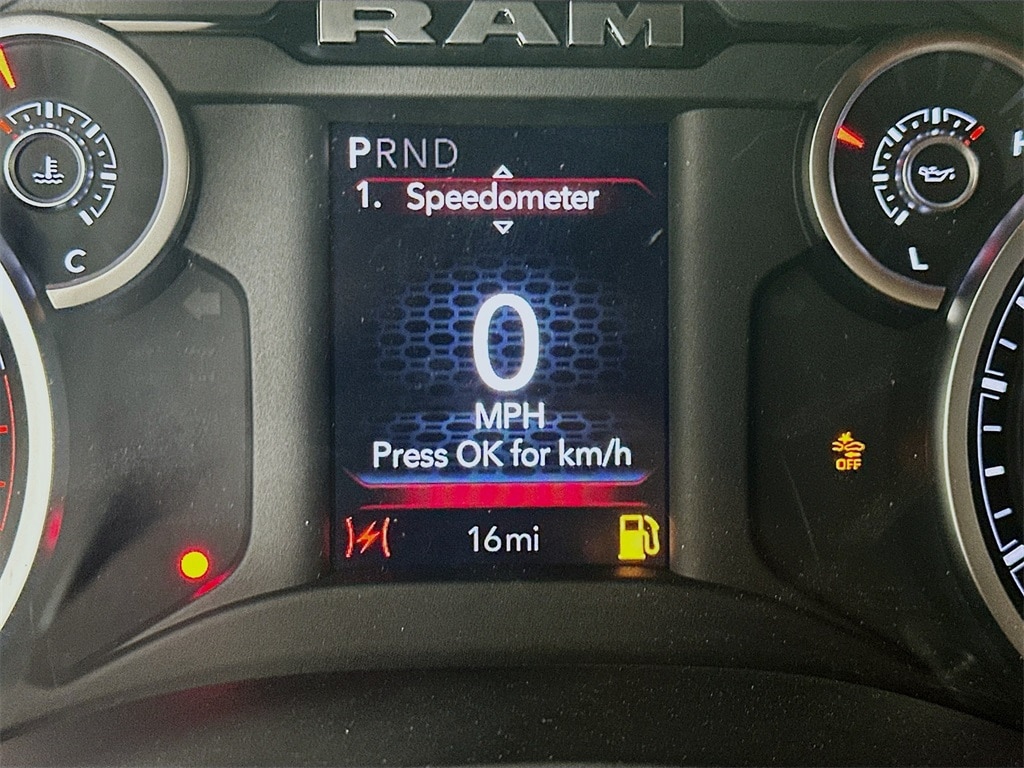 RAM
PRND
1. Speedometer
0
MPH
Press OK for km/h
16mi
C
L
H
OFF